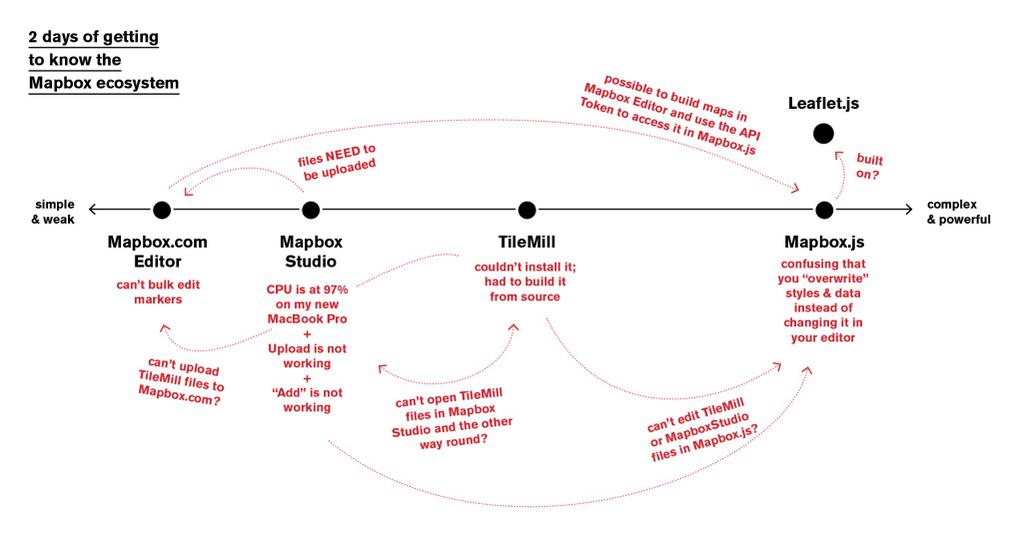 2 days of getting
to know the
Mapbox ecosystem
possible to build maps in
Mapbox Editor and use the API
Token to access it in Mapbox.js
Leaflet.js
files NEED to
be uploaded
built
on?
simple
& weak
complex
& powerful
Mapbox.com
Editor
can’t bulk edit
markers
Mapbox
Studio
CPU is at 97%
on my new
MacBook Pro
+
Upload is not
working
+
“Add” is not
working
TileMill
couldn’t install it;
had to build it
from source
Mapbox.js
confusing that
you “overwrite”
styles & data
instead of
changing it in
your editor
can’t upload
TileMill files to
Mapbox.com?
can’t open TileMill
files in Mapbox
Studio and the other
way round?
can’t edit TileMill
or MapboxStudio
files in Mapbox.js?